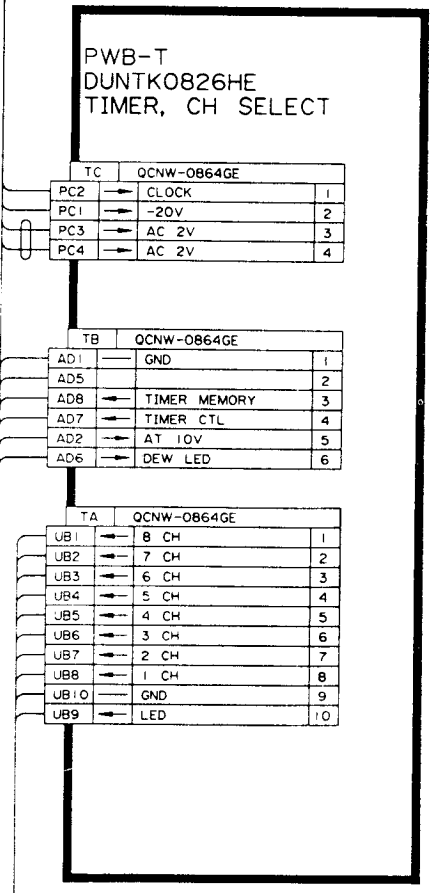 PWB-T
DUNTK0826HE
TIMER, CH SELECT
TC QCNW-0864GE
PC2 CLOCK 1
PC1 -20V 2
PC3 AC 2V 3
PC4 AC 2V 4
TB QCNW-0864GE
AD1 GND 1
AD5 2
AD8 TIMER MEMORY 3
AD7 TIMER CTL 4
AD2 AT 10V 5
AD6 DEW LED 6
TA QCNW-0864GE
UB1 8 CH 1
UB2 7 CH 2
UB3 6 CH 3
UB4 5 CH 4
UB5 4 CH 5
UB6 3 CH 6
UB7 2 CH 7
UB8 1 CH 8
UB10 GND 9
UB9 LED 10